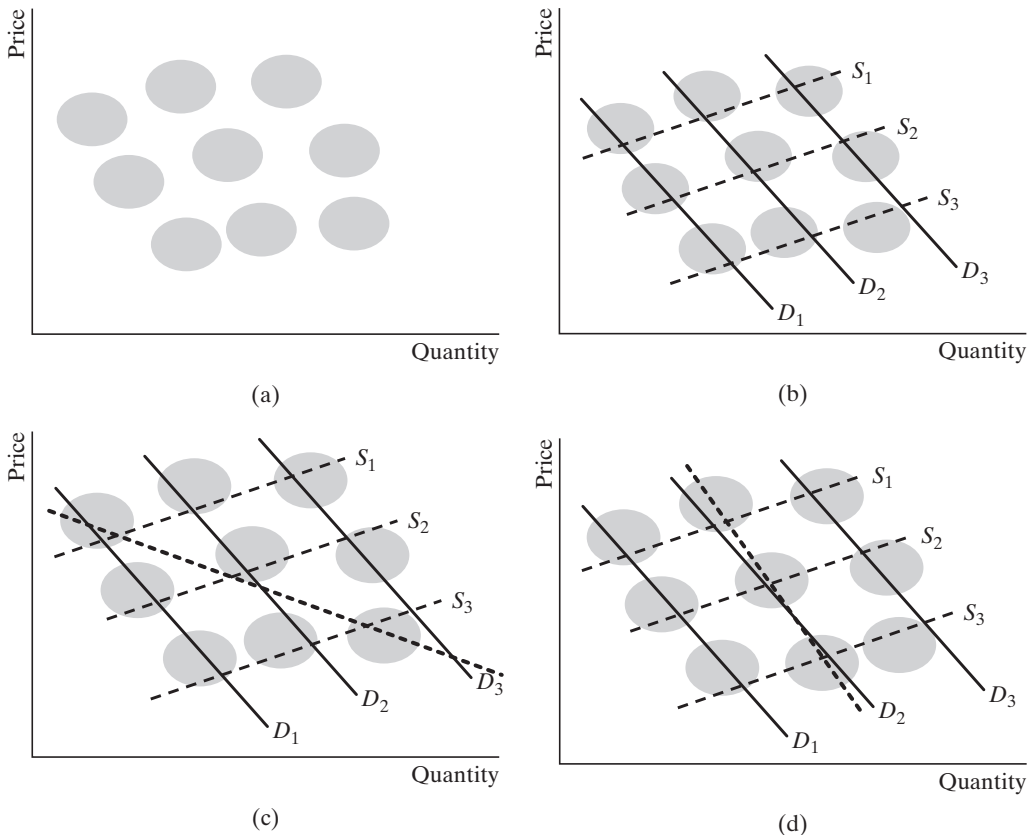 Price
Quantity
(a)
Price
S1
S2
S3
D3
D2
D1
Quantity
(b)
Price
S1
S2
S3
D3
D2
D1
Quantity
(c)
Price
S1
S2
S3
D3
D2
D1
Quantity
(d)